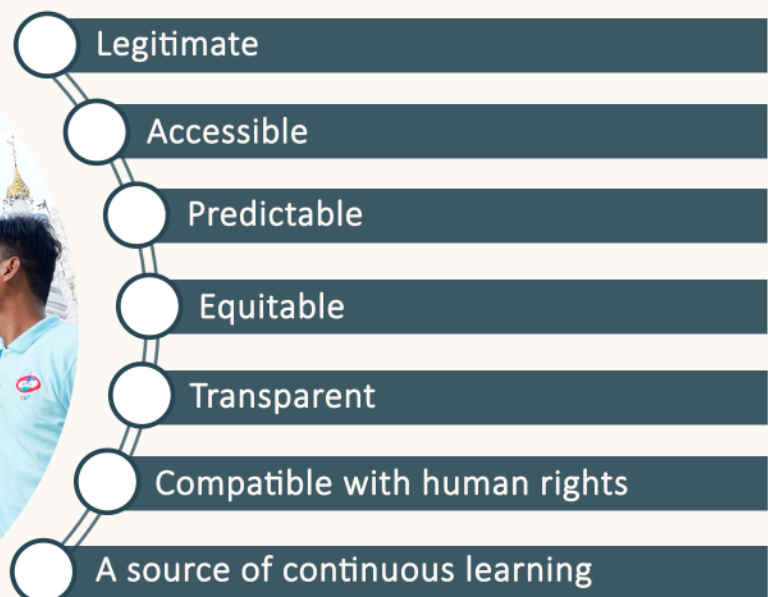 Legitimate
Accessible
Predictable
Equitable
Transparent
Compatible with human rights
A source of continuous learning